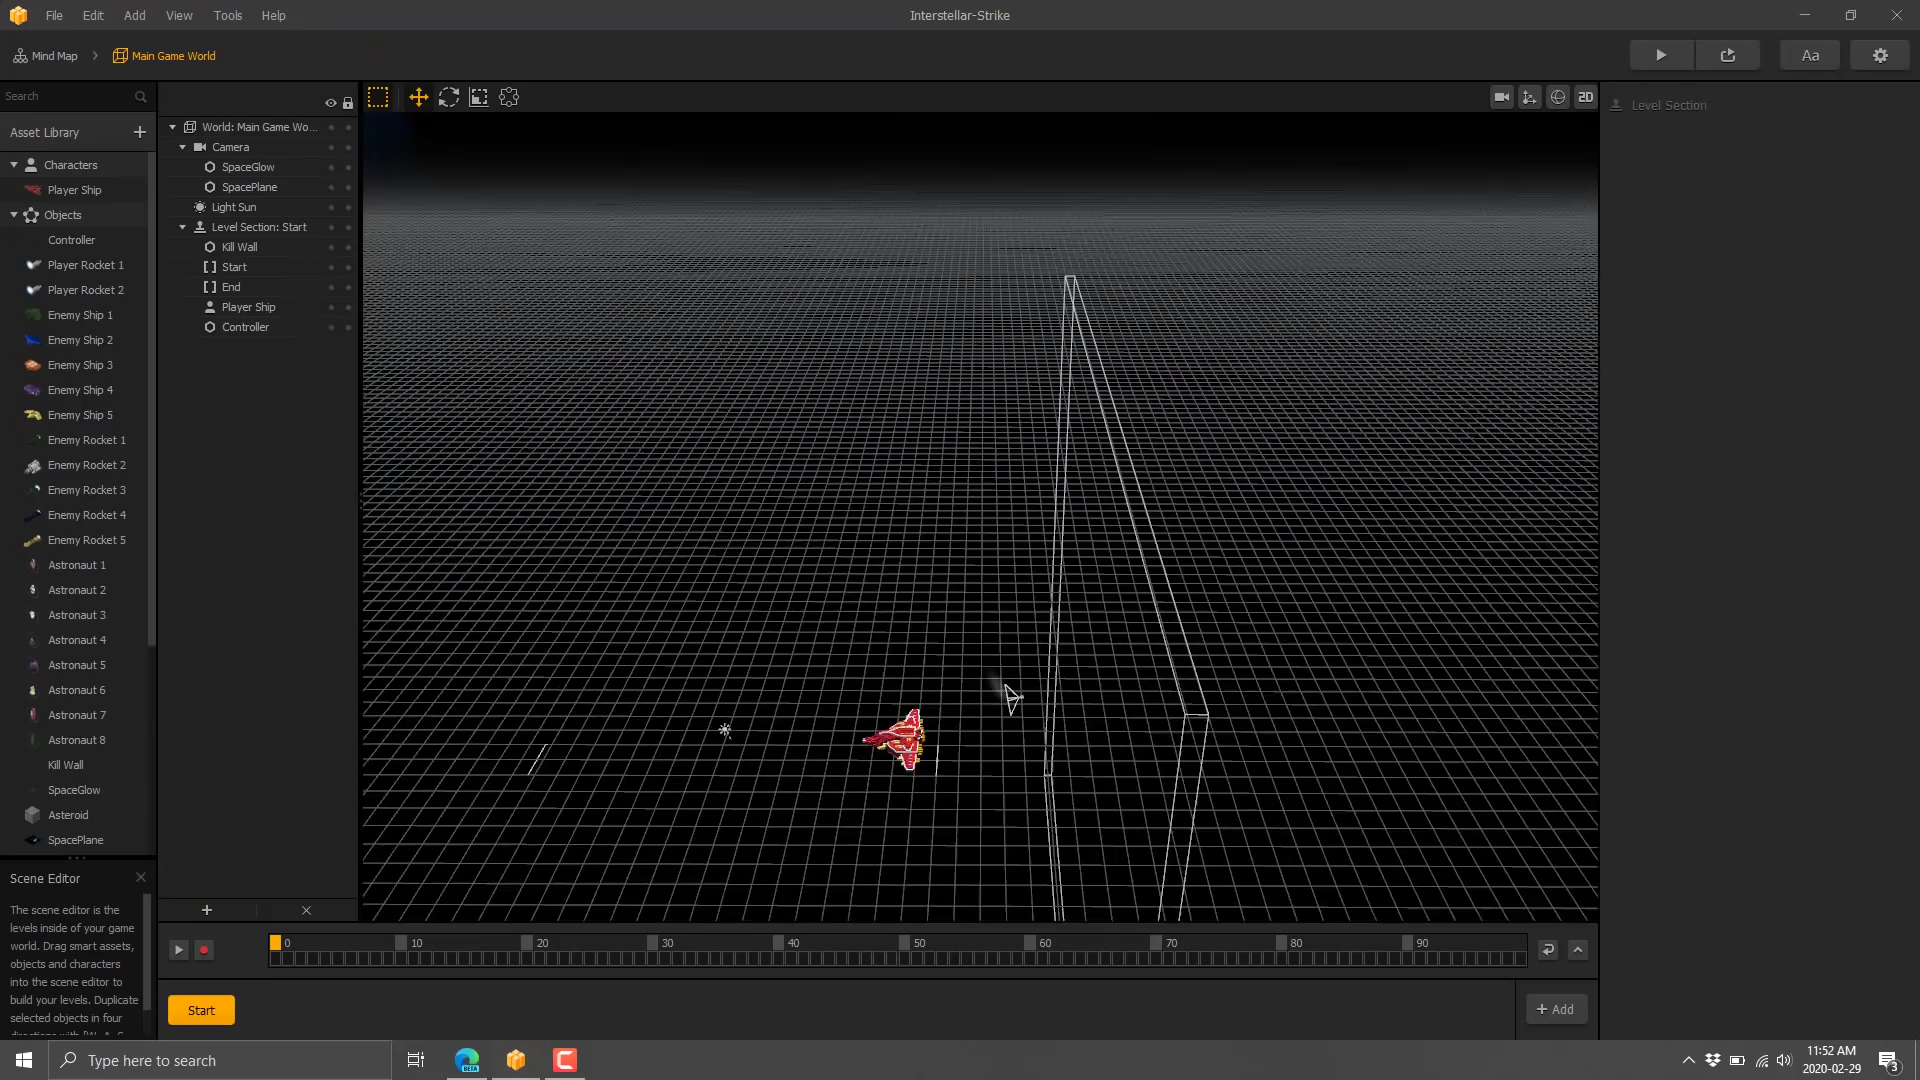 File Edit Add View Tools Help
Interstellar-Strike
Mind Map
Main Game World
Aa
Search
Asset Library
Characters
Player Ship
Objects
Controller
Player Rocket 1
Player Rocket 2
Enemy Ship 1
Enemy Ship 2
Enemy Ship 3
Enemy Ship 4
Enemy Ship 5
Enemy Rocket 1
Enemy Rocket 2
Enemy Rocket 3
Enemy Rocket 4
Enemy Rocket 5
Astronaut 1
Astronaut 2
Astronaut 3
Astronaut 4
Astronaut 5
Astronaut 6
Astronaut 7
Astronaut 8
Kill Wall
SpaceGlow
Asteroid
SpacePlane
Scene Editor
The scene editor is the
levels inside of your game
world. Drag smart assets,
objects and characters
into the scene editor to
build your levels. Duplicate
selected objects in four
World: Main Game Wo...
Camera
SpaceGlow
SpacePlane
Light Sun
Level Section: Start
Kill Wall
Start
End
Player Ship
Controller
2D
Level Section
0 10 20 30 40 50 60 70 80 90
Start
+ Add
Type here to search
BETA
11:52 AM
2020-02-29
3